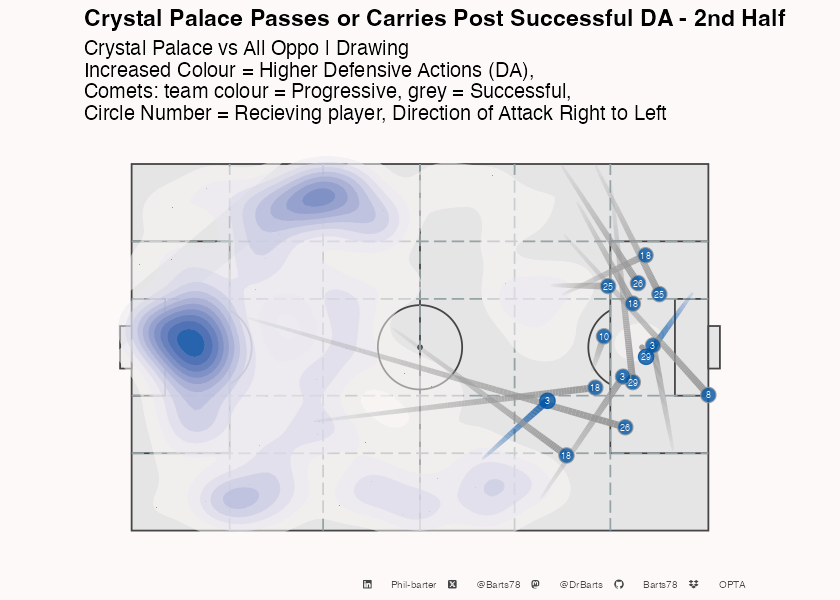 Crystal Palace Passes or Carries Post Successful DA - 2nd Half
Crystal Palace vs All Oppo | Drawing
Increased Colour = Higher Defensive Actions (DA),
Comets: team colour = Progressive, grey = Successful,
Circle Number = Recieving player, Direction of Attack Right to Left
18
25
26
25
18
10
3
29
3
29
18
8
3
26
18
Phil-barter @Barts78 @DrBarts Barts78 OPTA